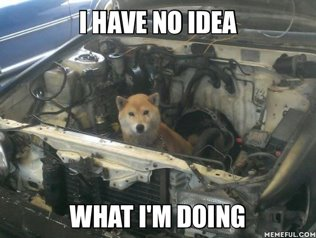 I HAVE NO IDEA
WHAT I'M DOING
MEMEFUL.COM